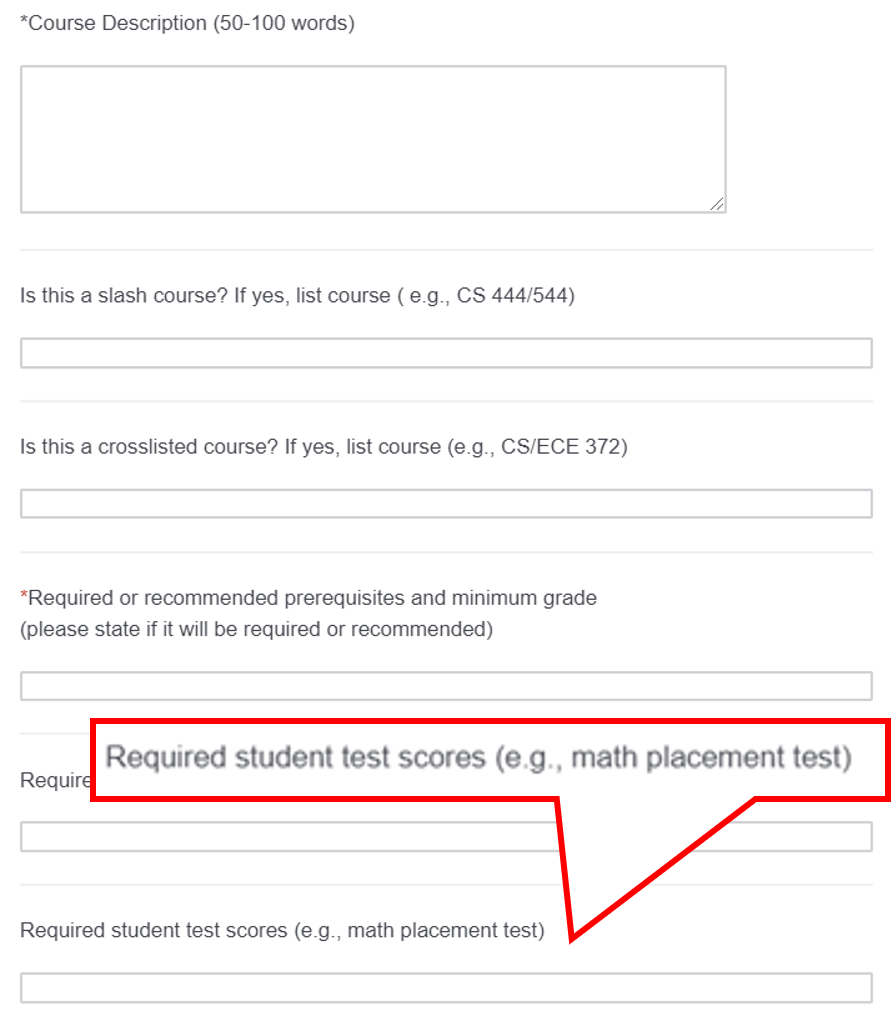 *Course Description (50-100 words)
Is this a slash course? If yes, list course ( e.g., CS 444/544)
Is this a crosslisted course? If yes, list course (e.g., CS/ECE 372)
*Required or recommended prerequisites and minimum grade
(please state if it will be required or recommended)
Required student test scores (e.g., math placement test)
Require
Required student test scores (e.g., math placement test)